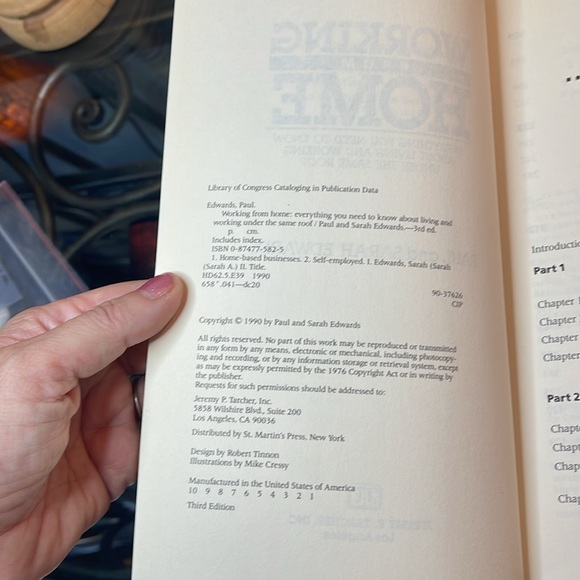 Library of Congress Cataloging in Publication Data
Edwards, Paul.
Working from home: everything you need to know about living and
working under the same roof / Paul and Sarah Edwards.—3rd ed.
p. cm.
Includes index.
ISBN 0-87477-582-5
1. Home-based businesses. 2. Self-employed. I. Edwards, Sarah (Sarah
(Sarah A.) II. Title.
HD62.5.E39 1990
658'.041—dc20
90-37626
CIP
Copyright © 1990 by Paul and Sarah Edwards
All rights reserved. No part of this work may be reproduced or transmitted
in any form by any means, electronic or mechanical, including photocopy-
ing and recording, or by any information storage or retrieval system, except
as may be expressly permitted by the 1976 Copyright Act or in writing by
the publisher.
Requests for such permissions should be addressed to:
Jeremy P. Tarcher, Inc.
5858 Wilshire Blvd., Suite 200
Los Angeles, CA 90036
Distributed by St. Martin's Press, New York
Design by Robert Tinnon
Illustrations by Mike Cressy
Manufactured in the United States of America
10 9 8 7 6 5 4 3 2 1
Third Edition
Part 1
Chapter
Chapter
Chapter
Chapter
Part 2